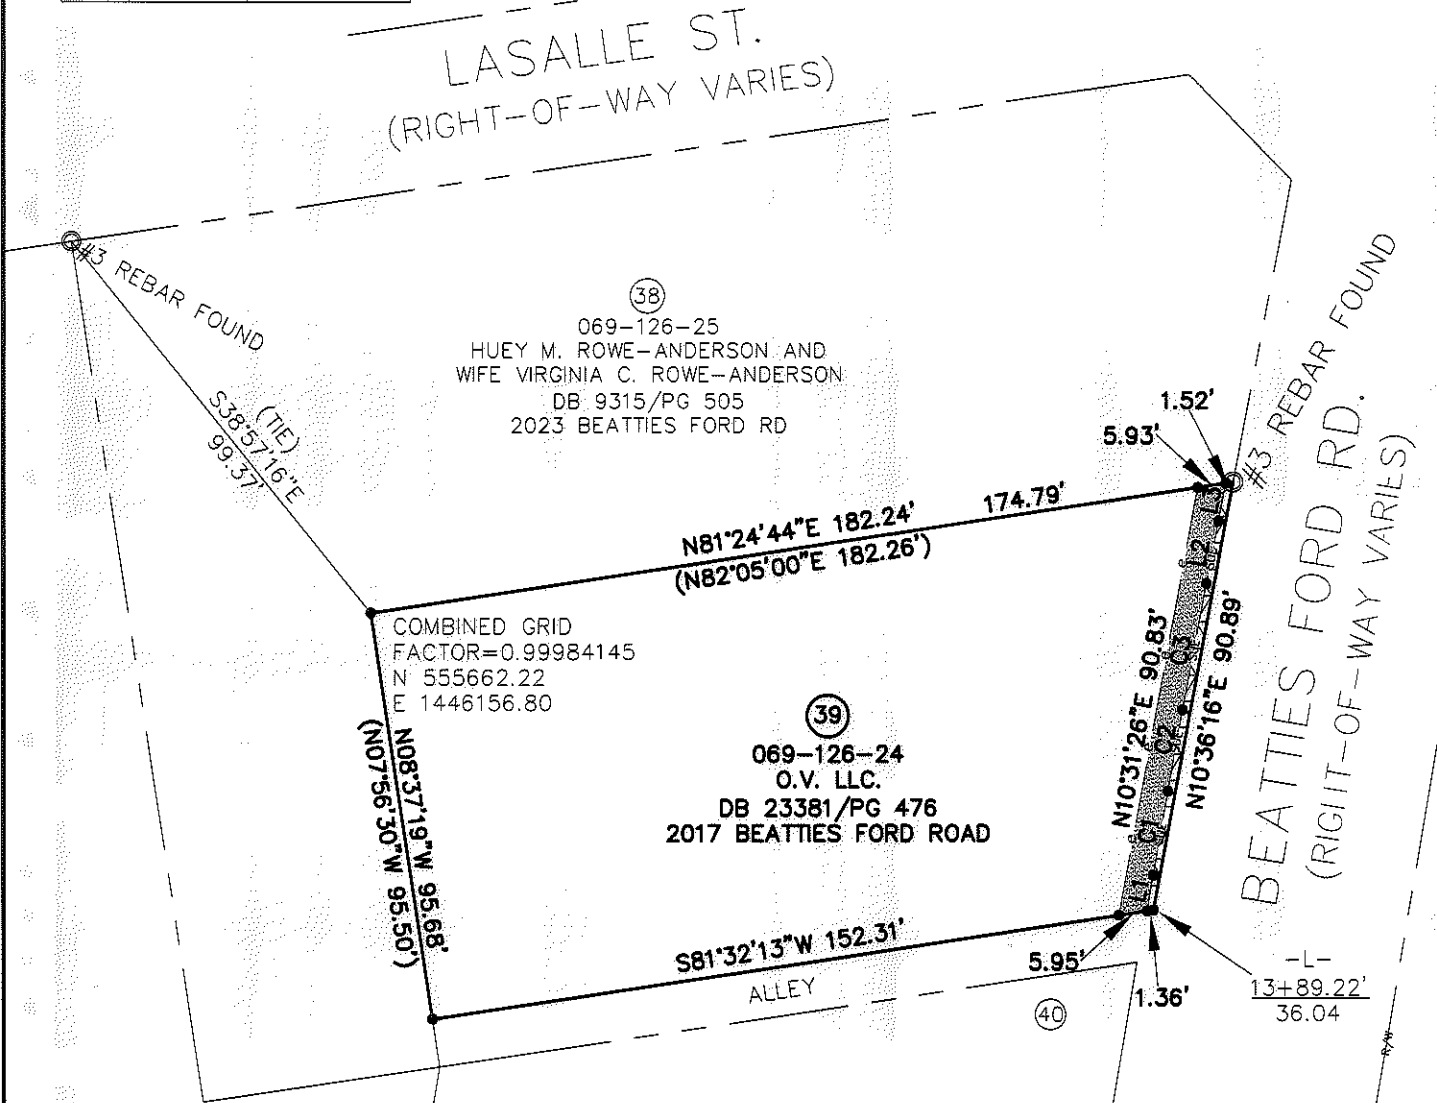 LASALLE ST.
(RIGHT-OF-WAY VARIES)
#3 REBAR FOUND
(TIE)
S38°57'16"E
99.37'
38
069-126-25
HUEY M. ROWE-ANDERSON AND
WIFE VIRGINIA C. ROWE-ANDERSON
DB 9315/PG 505
2023 BEATTIES FORD RD
1.52'
5.93'
#3 REBAR FOUND
BEATTIES FORD RD.
(RIGHT-OF-WAY VARIES)
N81°24'44"E 182.24'
174.79'
(N82°05'00"E 182.26')
COMBINED GRID
FACTOR=0.99984145
N 555662.22
E 1446156.80
N08°37'19"W 95.68'
(N07°56'30"W 95.50')
39
069-126-24
O.V. LLC.
DB 23381/PG 476
2017 BEATTIES FORD ROAD
N10°31'26"E 90.83'
N10°36'16"E 90.89'
L3
L2
C3
C2
C1
L1
S81°32'13"W 152.31'
ALLEY
5.95'
1.36'
40
-L-
13+89.22'
36.04
R/W